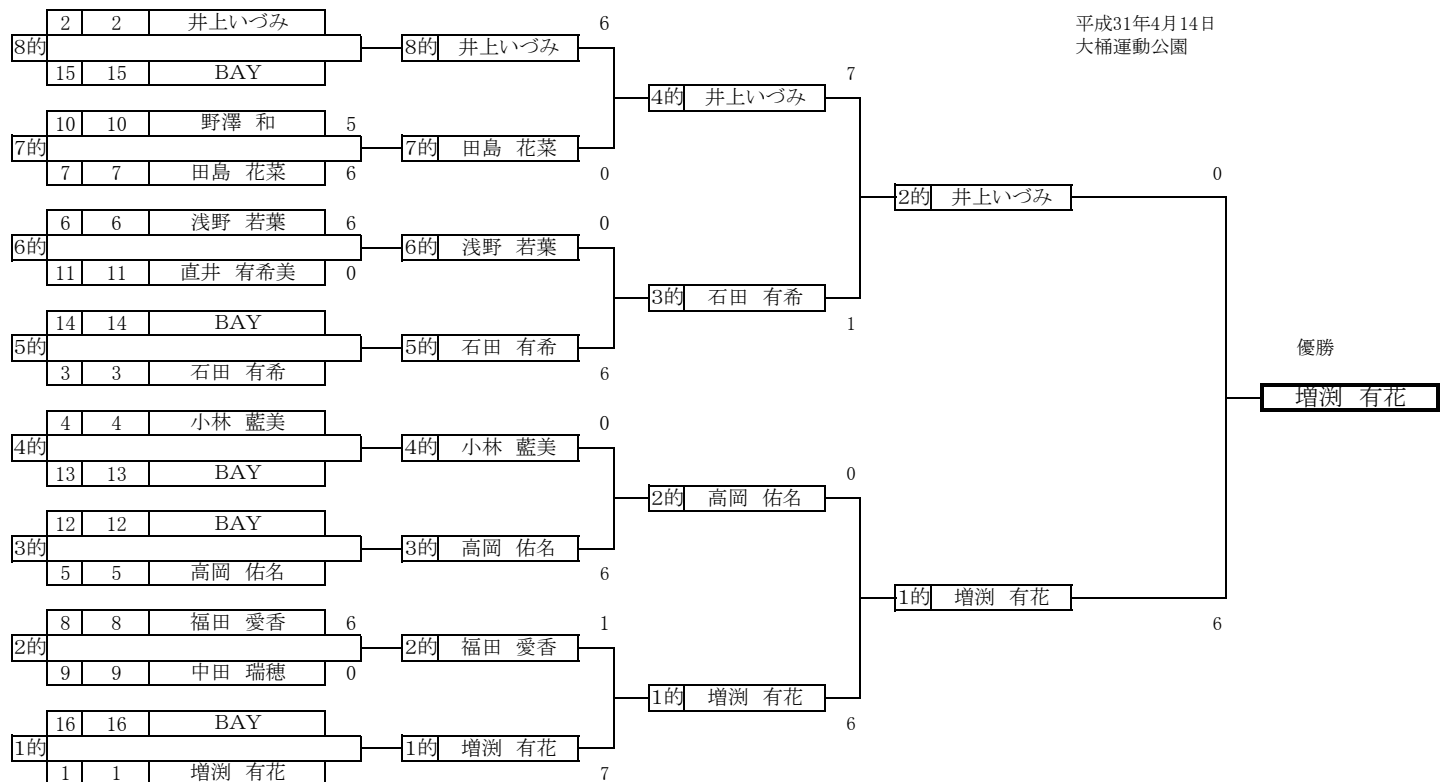 平成31年4月14日
大桶運動公園
2 2 井上いづみ
8的
15 15 BAY
10 10 野澤 和 5
7的
7 7 田島 花菜 6
6 6 浅野 若葉 6
6的
11 11 直井 宥希美 0
14 14 BAY
5的
3 3 石田 有希
4 4 小林 藍美
4的
13 13 BAY
12 12 BAY
3的
5 5 高岡 佑名
8 8 福田 愛香 6
2的
9 9 中田 瑞穂 0
16 16 BAY
1的
1 1 増渕 有花
6
8的 井上いづみ
7的 田島 花菜
0
0
6的 浅野 若葉
5的 石田 有希
6
0
4的 小林 藍美
3的 高岡 佑名
6
1
2的 福田 愛香
1的 増渕 有花
7
7
4的 井上いづみ
3的 石田 有希
1
0
2的 高岡 佑名
1的 増渕 有花
6
0
2的 井上いづみ
1的 増渕 有花
6
優勝
増渕 有花